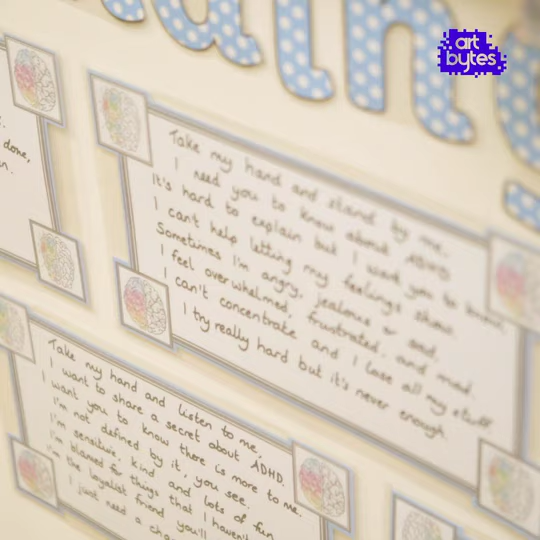 art
bytes
done,
Take my hand and stand by me,
I need you to know about ADHD.
It's hard to explain but I want you to know,
I can't help letting my feelings show.
Sometimes I'm angry, jealous or sad,
I feel overwhelmed, frustrated, and mad.
I can't concentrate and I lose all my stuff
I try really hard but it's never enough.
Take my hand and listen to me,
I want to share a secret about ADHD.
I want you to know there is more to me.
I'm not defined by it, you see.
I'm sensitive, kind and lots of fun
I'm blamed for things that I haven't
I'm the loyalist friend you'll
I just need a